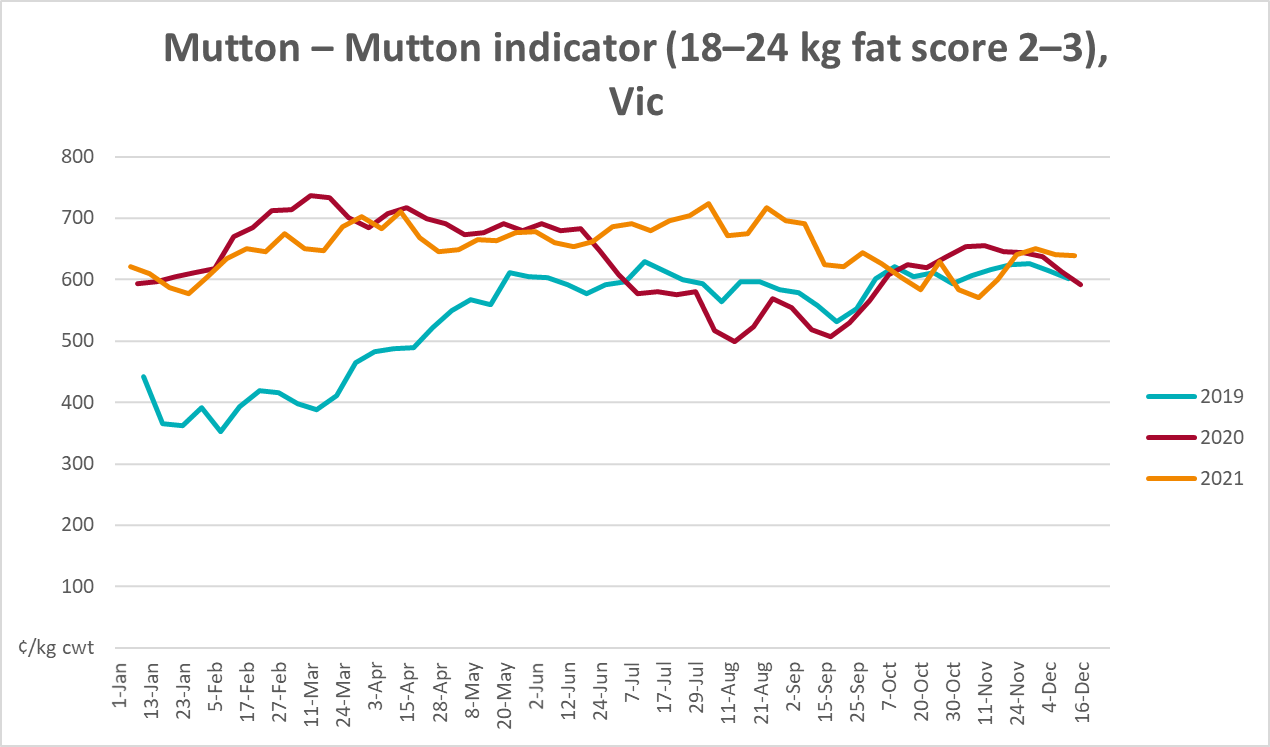 Mutton – Mutton indicator (18–24 kg fat score 2–3),
Vic
800
700
600
500
400
300
200
100
¢/kg cwt
1-Jan
13-Jan
23-Jan
5-Feb
17-Feb
27-Feb
11-Mar
24-Mar
3-Apr
15-Apr
28-Apr
8-May
20-May
2-Jun
12-Jun
24-Jun
7-Jul
17-Jul
29-Jul
11-Aug
21-Aug
2-Sep
15-Sep
25-Sep
7-Oct
20-Oct
30-Oct
11-Nov
24-Nov
4-Dec
16-Dec
2019
2020
2021